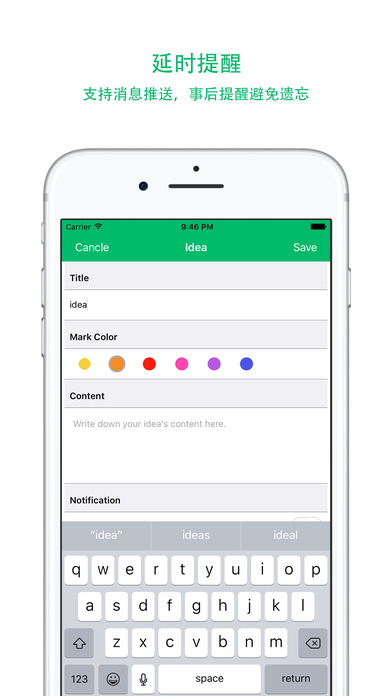 延时提醒
支持消息推送，事后提醒避免遗忘
Carrier 9:46 PM
Cancle Idea Save
Title
idea
Mark Color
Content
Write down your idea's content here.
Notification
“idea” ideas ideal
q w e r t y u i o p
a s d f g h j k l
z x c v b n m
123 space return